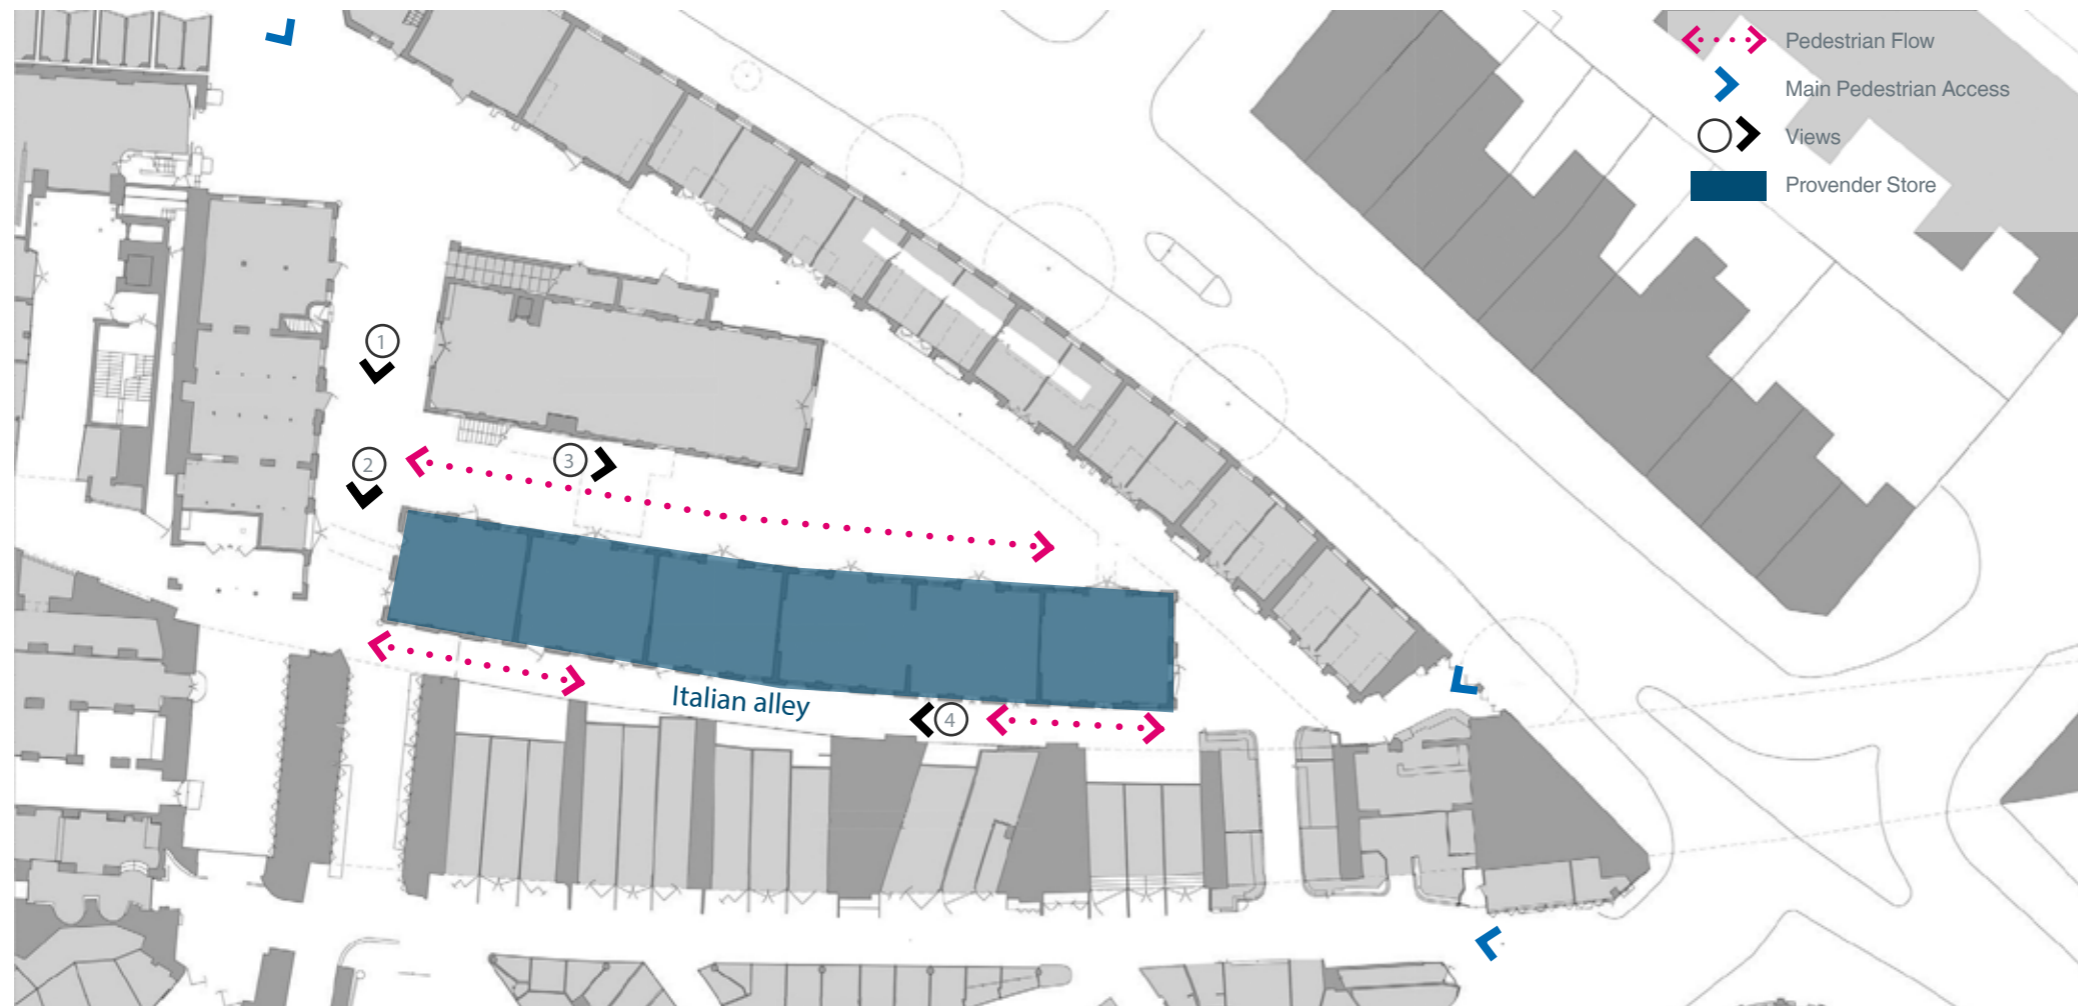 Pedestrian Flow
Main Pedestrian Access
Views
Provender Store
1
2
3
Italian alley
4